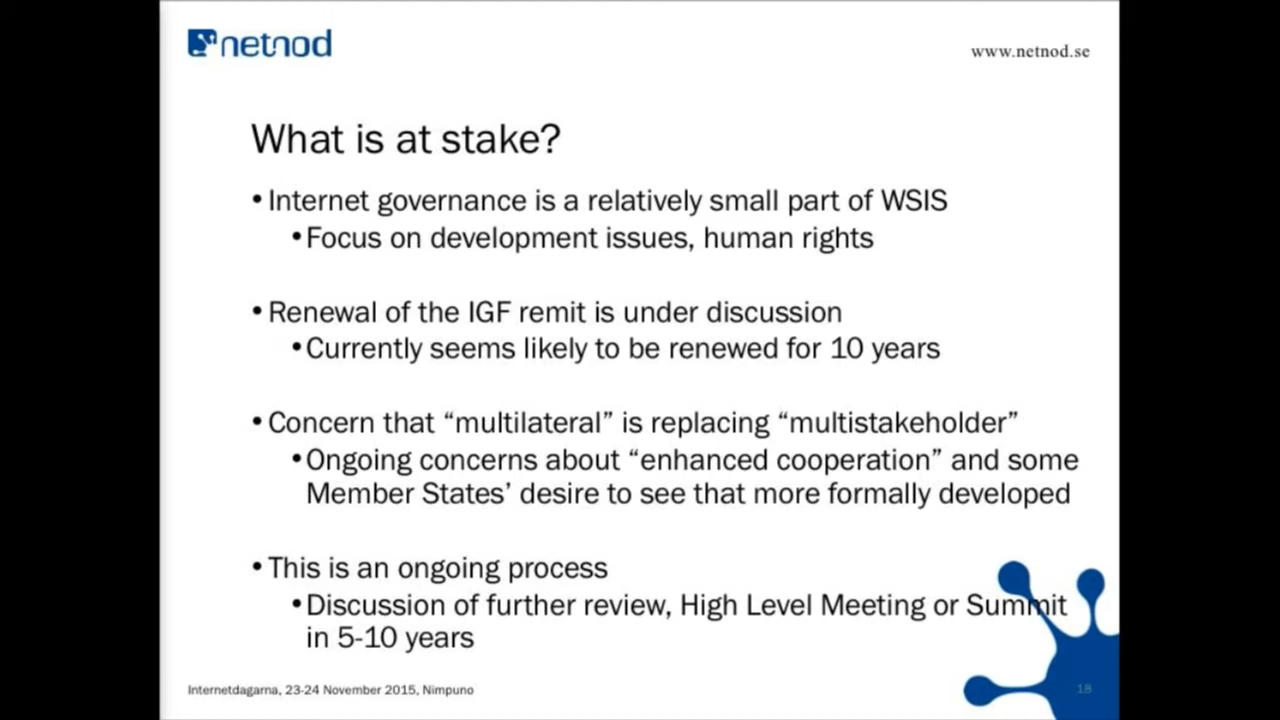 netnod
www.netnod.se
What is at stake?
•Internet governance is a relatively small part of WSIS
•Focus on development issues, human rights
•Renewal of the IGF remit is under discussion
•Currently seems likely to be renewed for 10 years
•Concern that “multilateral” is replacing “multistakeholder”
•Ongoing concerns about “enhanced cooperation” and some
Member States’ desire to see that more formally developed
•This is an ongoing process
•Discussion of further review, High Level Meeting or Summit
in 5-10 years
Internetdagarna, 23-24 November 2015, Nimpuno
18